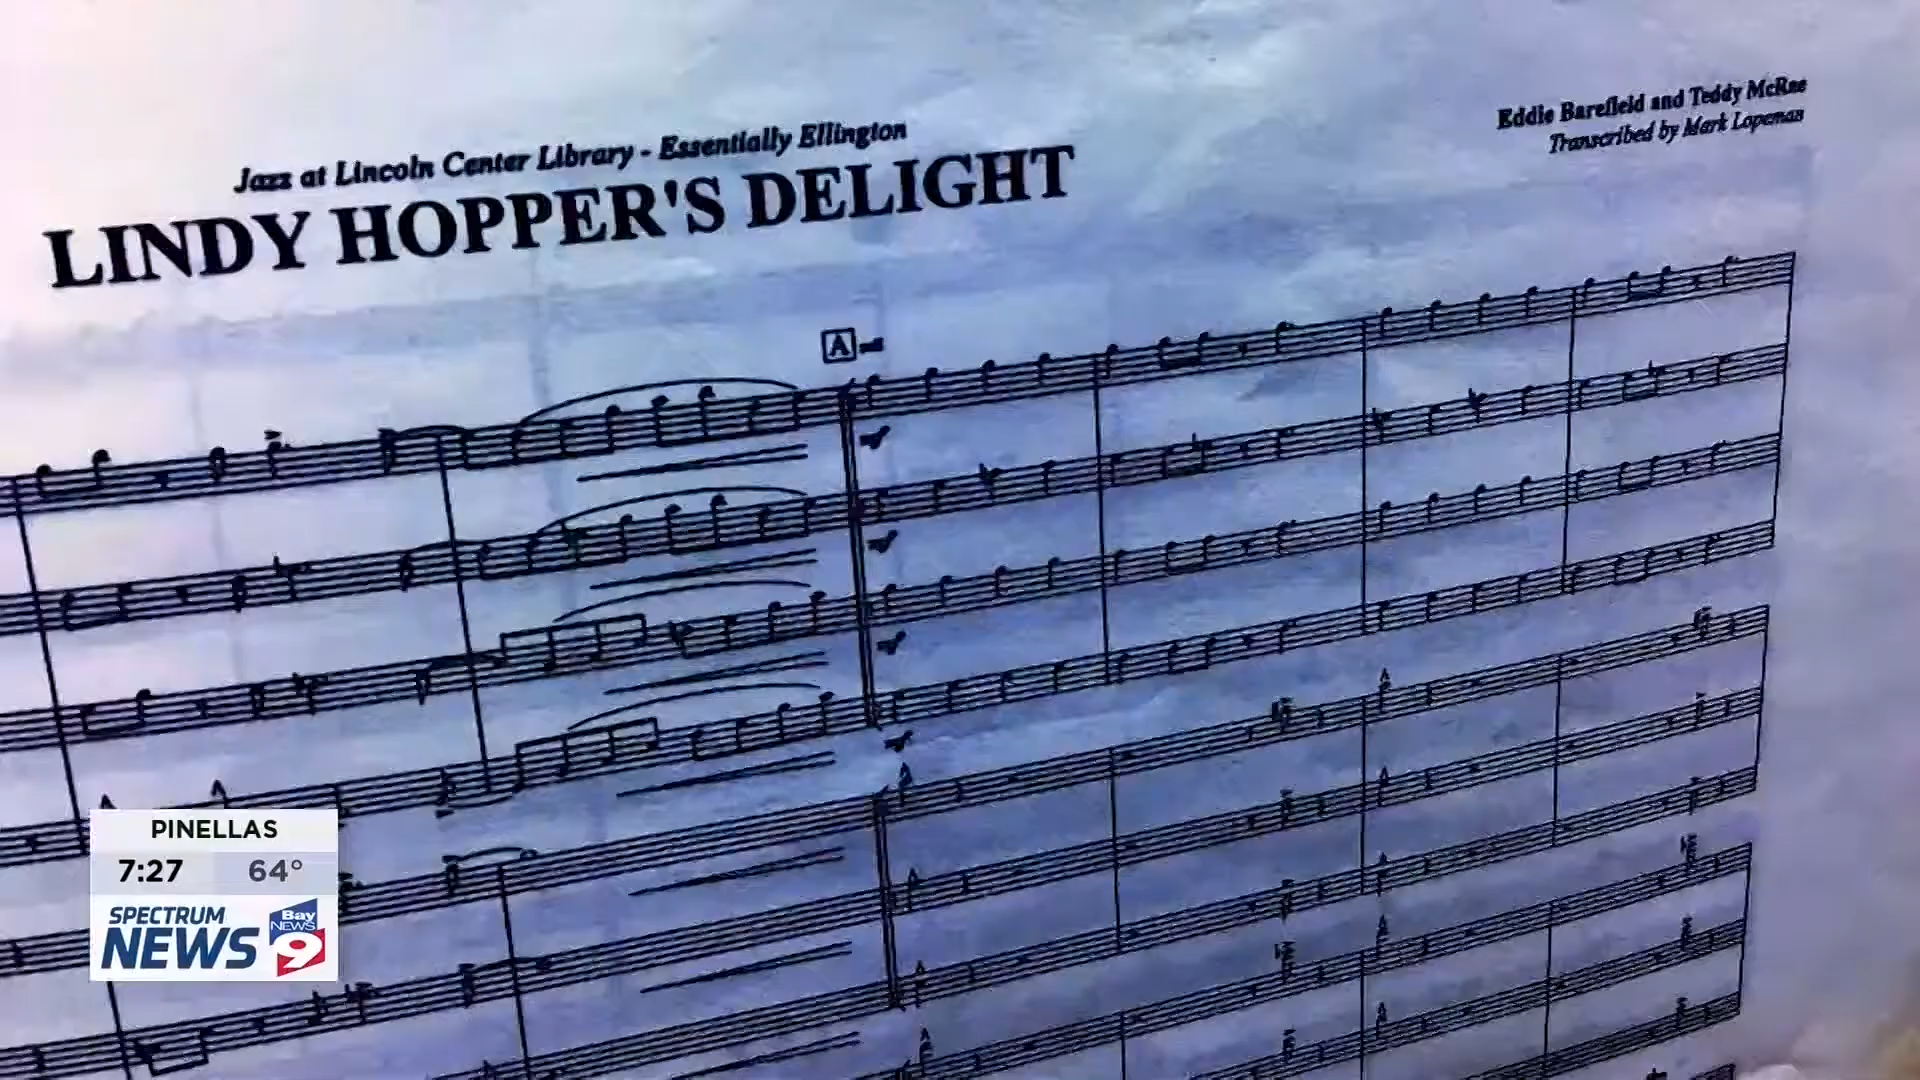 Jazz at Lincoln Center Library - Essentially Ellington
LINDY HOPPER'S DELIGHT
Eddie Barefield and Teddy McRae
Transcribed by Mark Lopeman
A
PINELLAS
7:27 64°
SPECTRUM
NEWS
Bay
NEWS
9